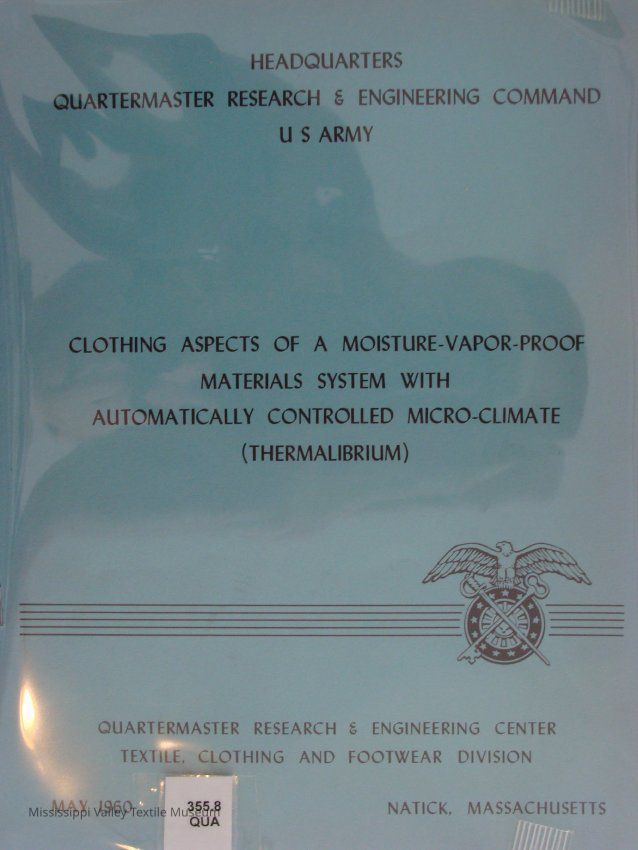 HEADQUARTERS
QUARTERMASTER RESEARCH & ENGINEERING COMMAND
U S ARMY
CLOTHING ASPECTS OF A MOISTURE-VAPOR-PROOF
MATERIALS SYSTEM WITH
AUTOMATICALLY CONTROLLED MICRO-CLIMATE
(THERMALIBRIUM)
QUARTERMASTER RESEARCH & ENGINEERING CENTER
TEXTILE, CLOTHING AND FOOTWEAR DIVISION
MAY 1960
NATICK, MASSACHUSETTS
355.8
QUA
Mississippi Valley Textile Museum